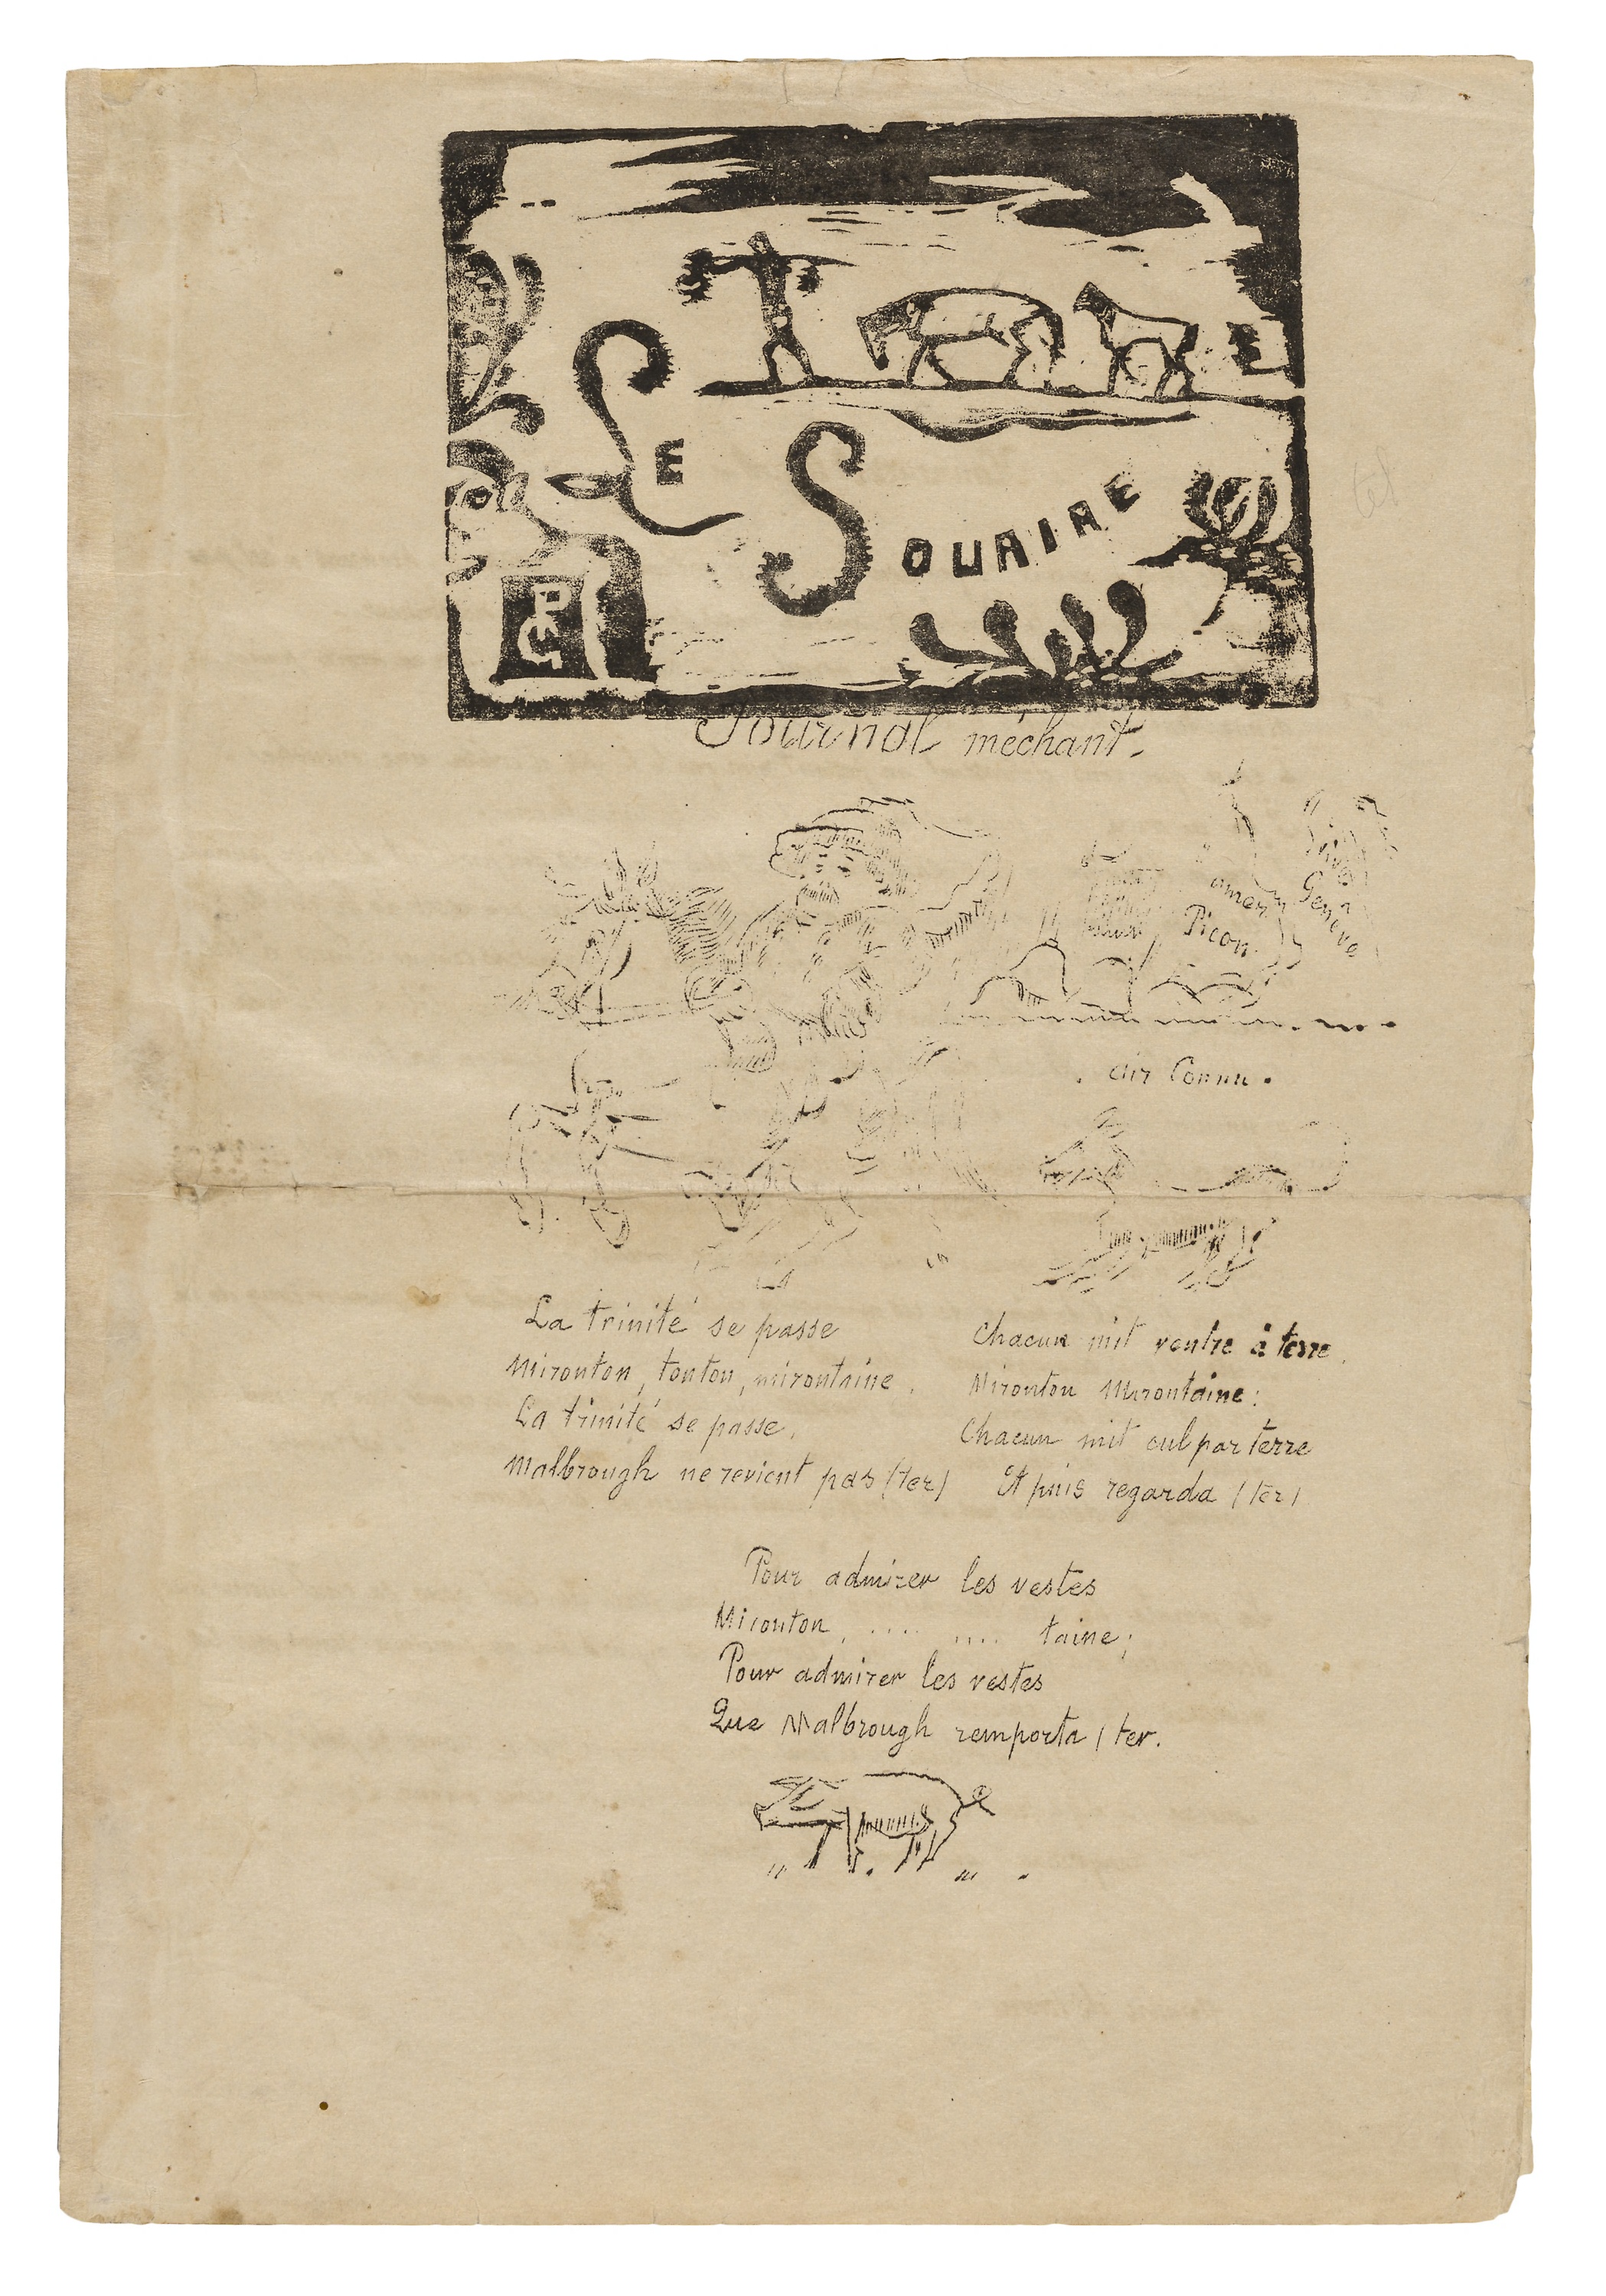 LE
SOURIRE
PGO
Journal méchant.
amer
Picon
Genève
. air Connu .
La trinité se passe
Mironton, tonton, mirontaine .
La trinité se passe.
Malbrough ne revient pas (ter)
Chacun mit ventre à terre.
Mironton Mirontaine :
Chacun mit cul par terre
Et puis regarda (ter)
Pour admirer les vestes
Mironton, .... .... taine ;
Pour admirer les vestes
Que Malbrough remporta (ter.